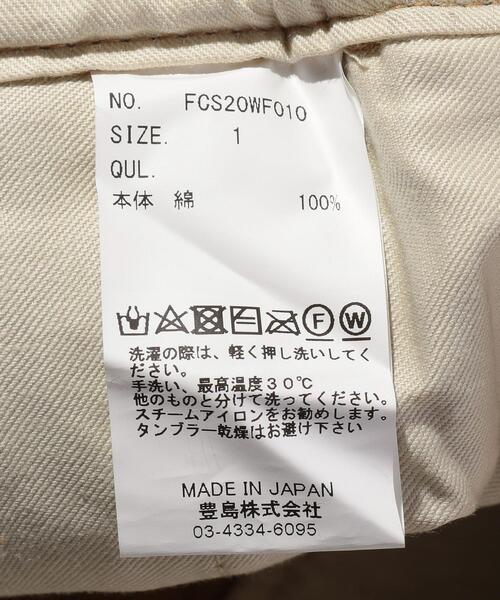 NO. FCS20WF010
SIZE. 1
QUL.
本体 綿 100%
F W
洗濯の際は、軽く押し洗いしてく
ださい。
手洗い、最高温度30℃
他のものと分けて洗ってください。
スチームアイロンをお勧めします。
タンブラー乾燥はお避け下さい
MADE IN JAPAN
豊島株式会社
03-4334-6095